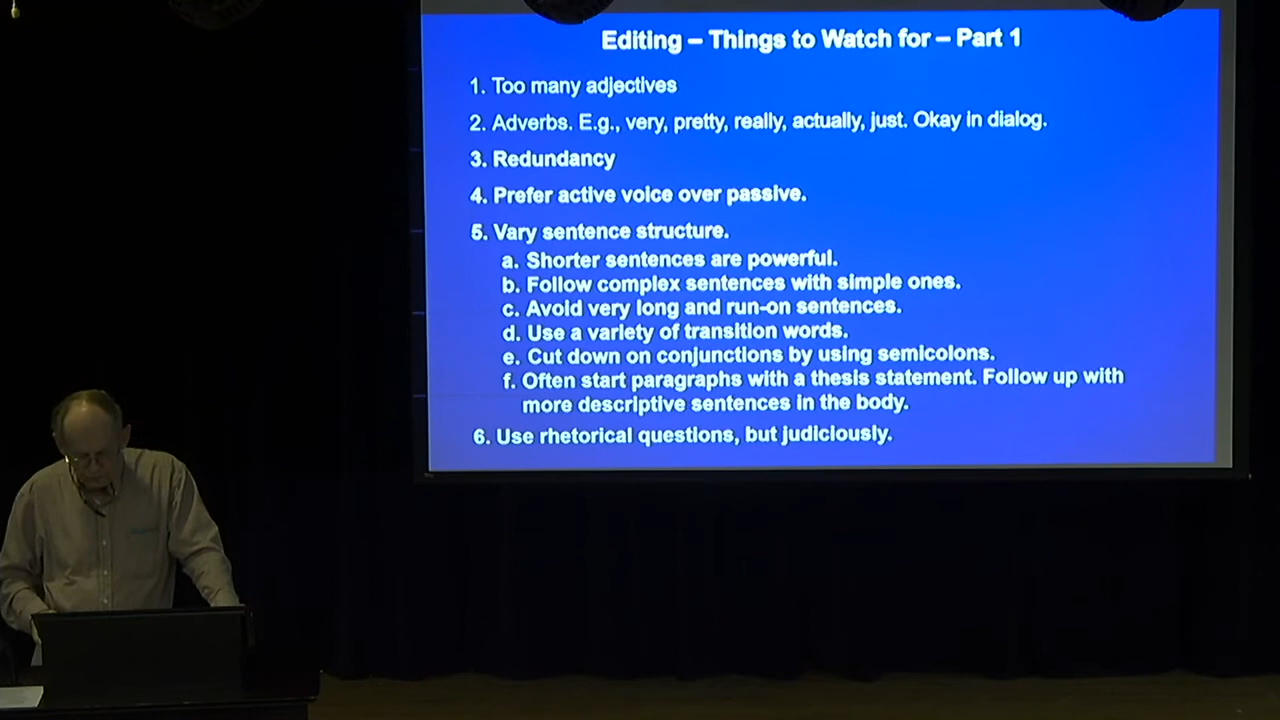 Editing – Things to Watch for – Part 1
1. Too many adjectives
2. Adverbs. E.g., very, pretty, really, actually, just. Okay in dialog.
3. Redundancy
4. Prefer active voice over passive.
5. Vary sentence structure.
a. Shorter sentences are powerful.
b. Follow complex sentences with simple ones.
c. Avoid very long and run-on sentences.
d. Use a variety of transition words.
e. Cut down on conjunctions by using semicolons.
f. Often start paragraphs with a thesis statement. Follow up with
more descriptive sentences in the body.
6. Use rhetorical questions, but judiciously.